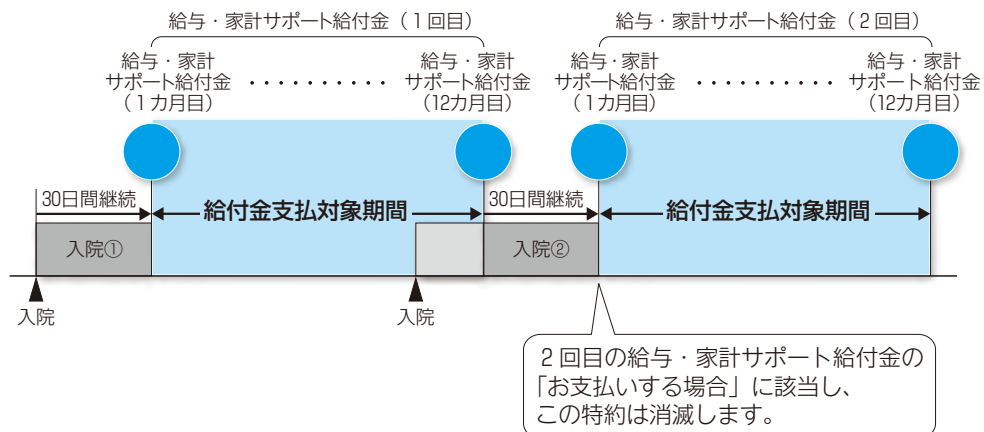 給与・家計サポート給付金（1回目）
給与・家計サポート給付金（2回目）
給与・家計
サポート給付金
（1カ月目）
・・・・・・・・・・
給与・家計
サポート給付金
（12カ月目）
給与・家計
サポート給付金
（1カ月目）
・・・・・・・・・・
給与・家計
サポート給付金
（12カ月目）
30日間継続
給付金支払対象期間
30日間継続
給付金支払対象期間
入院①
入院②
入院
入院
2回目の給与・家計サポート給付金の
「お支払いする場合」に該当し、
この特約は消滅します。